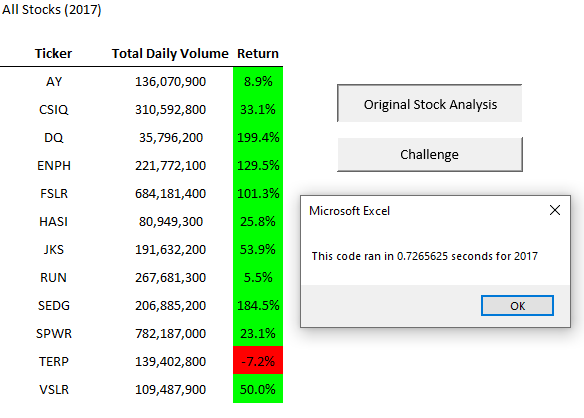 All Stocks (2017)
Ticker Total Daily Volume Return
AY 136,070,900 8.9%
CSIQ 310,592,800 33.1%
DQ 35,796,200 199.4%
ENPH 221,772,100 129.5%
FSLR 684,181,400 101.3%
HASI 80,949,300 25.8%
JKS 191,632,200 53.9%
RUN 267,681,300 5.5%
SEDG 206,885,200 184.5%
SPWR 782,187,000 23.1%
TERP 139,402,800 -7.2%
VSLR 109,487,900 50.0%
Original Stock Analysis
Challenge
Microsoft Excel
This code ran in 0.7265625 seconds for 2017
OK